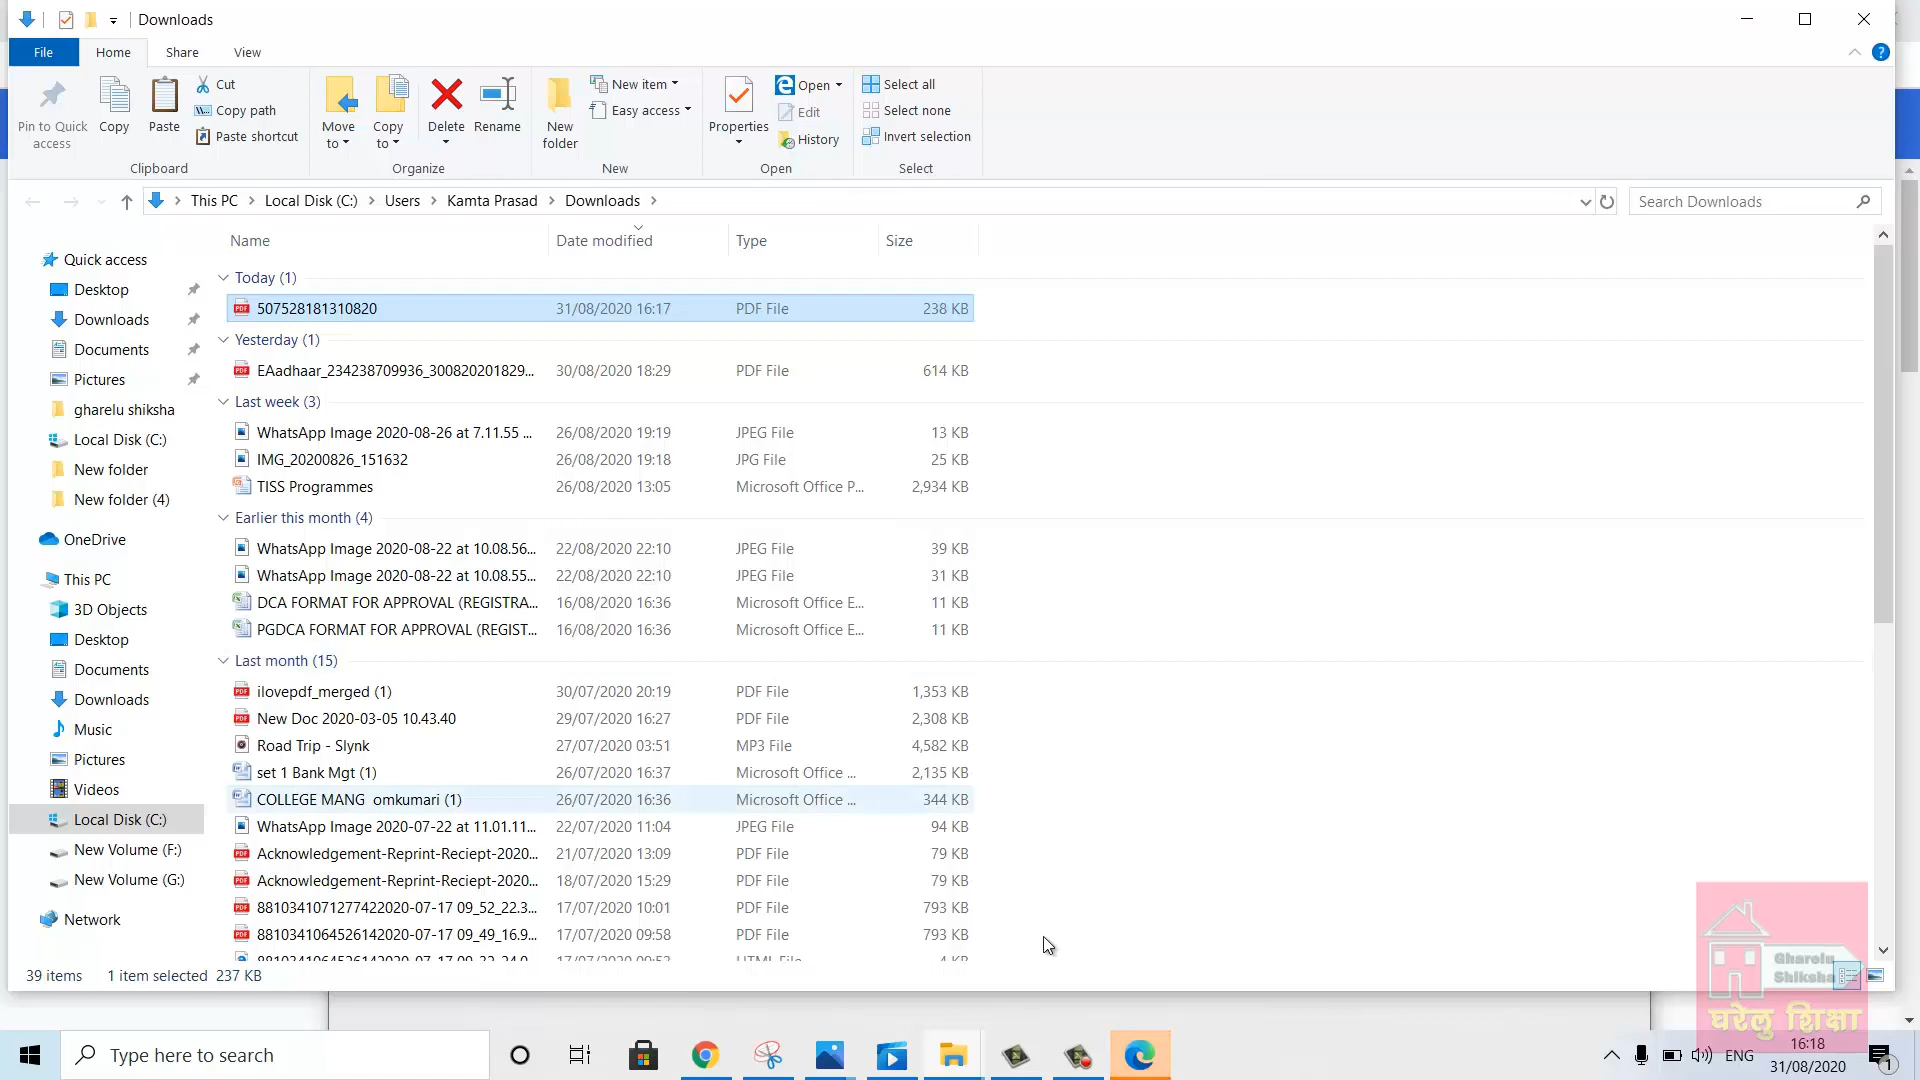 Downloads
File
Home
Share
View
Pin to Quick access
Copy
Paste
Cut
Copy path
Paste shortcut
Clipboard
Move to
Copy to
Delete
Rename
Organize
New folder
New item
Easy access
New
Properties
Open
Edit
History
Open
Select all
Select none
Invert selection
Select
This PC
Local Disk (C:)
Users
Kamta Prasad
Downloads
Search Downloads
Name
Date modified
Type
Size
Quick access
Desktop
Downloads
Documents
Pictures
gharelu shiksha
Local Disk (C:)
New folder
New folder (4)
OneDrive
This PC
3D Objects
Desktop
Documents
Downloads
Music
Pictures
Videos
Local Disk (C:)
New Volume (F:)
New Volume (G:)
Network
Today (1)
507528181310820 31/08/2020 16:17 PDF File 238 KB
Yesterday (1)
EAadhaar_234238709936_300820201829... 30/08/2020 18:29 PDF File 614 KB
Last week (3)
WhatsApp Image 2020-08-26 at 7.11.55 ... 26/08/2020 19:19 JPEG File 13 KB
IMG_20200826_151632 26/08/2020 19:18 JPG File 25 KB
TISS Programmes 26/08/2020 13:05 Microsoft Office P... 2,934 KB
Earlier this month (4)
WhatsApp Image 2020-08-22 at 10.08.56... 22/08/2020 22:10 JPEG File 39 KB
WhatsApp Image 2020-08-22 at 10.08.55... 22/08/2020 22:10 JPEG File 31 KB
DCA FORMAT FOR APPROVAL (REGISTRA... 16/08/2020 16:36 Microsoft Office E... 11 KB
PGDCA FORMAT FOR APPROVAL (REGIST... 16/08/2020 16:36 Microsoft Office E... 11 KB
Last month (15)
ilovepdf_merged (1) 30/07/2020 20:19 PDF File 1,353 KB
New Doc 2020-03-05 10.43.40 29/07/2020 16:27 PDF File 2,308 KB
Road Trip - Slynk 27/07/2020 03:51 MP3 File 4,582 KB
set 1 Bank Mgt (1) 26/07/2020 16:37 Microsoft Office ... 2,135 KB
COLLEGE MANG omkumari (1) 26/07/2020 16:36 Microsoft Office ... 344 KB
WhatsApp Image 2020-07-22 at 11.01.11... 22/07/2020 11:04 JPEG File 94 KB
Acknowledgement-Reprint-Reciept-2020... 21/07/2020 13:09 PDF File 79 KB
Acknowledgement-Reprint-Reciept-2020... 18/07/2020 15:29 PDF File 79 KB
8810341071277422020-07-17 09_52_22.3... 17/07/2020 10:01 PDF File 793 KB
8810341064526142020-07-17 09_49_16.9... 17/07/2020 09:58 PDF File 793 KB
39 items 1 item selected 237 KB
Gharelu
Shiksha
घरेलु शिक्षा
Type here to search
ENG
16:18
31/08/2020
1